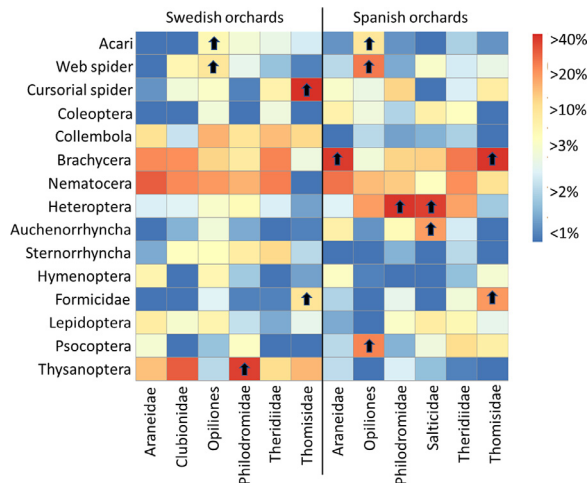 Swedish orchards Spanish orchards
Acari
Web spider
Cursorial spider
Coleoptera
Collembola
Brachycera
Nematocera
Heteroptera
Auchenorrhyncha
Sternorrhyncha
Hymenoptera
Formicidae
Lepidoptera
Psocoptera
Thysanoptera
>40%
>20%
>10%
>3%
>2%
<1%
Araneidae
Clubionidae
Opiliones
Philodromidae
Theridiidae
Thomisidae
Araneidae
Opiliones
Philodromidae
Salticidae
Theridiidae
Thomisidae